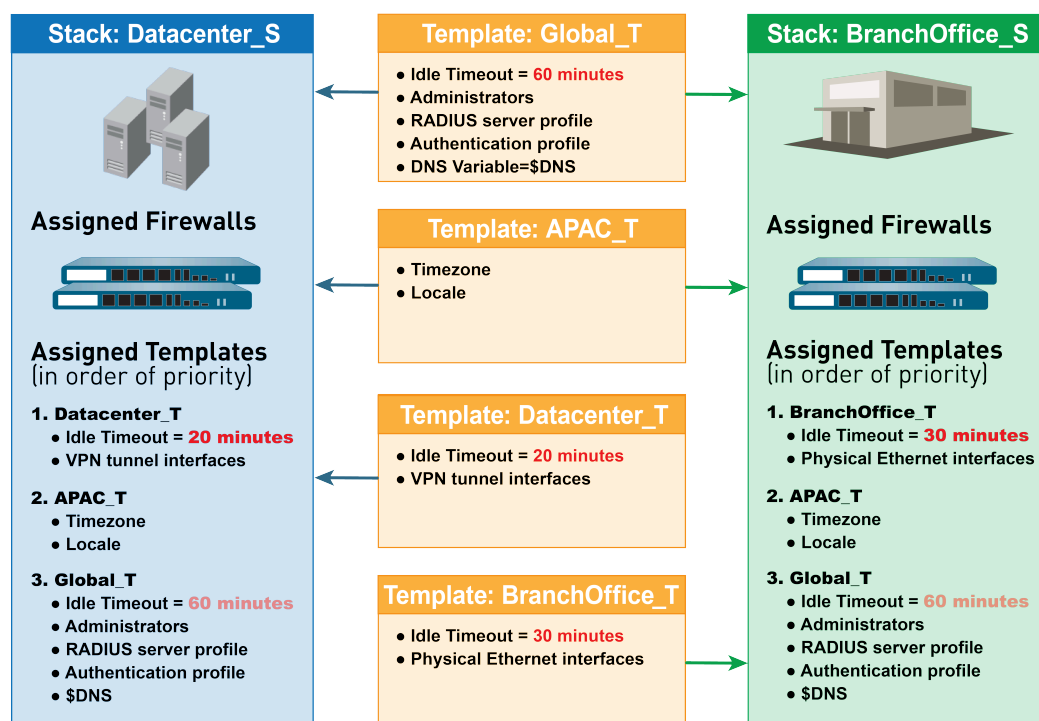 Stack: Datacenter_S
Assigned Firewalls
Assigned Templates
(in order of priority)
1. Datacenter_T
● Idle Timeout = 20 minutes
● VPN tunnel interfaces
2. APAC_T
● Timezone
● Locale
3. Global_T
● Idle Timeout = 60 minutes
● Administrators
● RADIUS server profile
● Authentication profile
● $DNS
Template: Global_T
● Idle Timeout = 60 minutes
● Administrators
● RADIUS server profile
● Authentication profile
● DNS Variable=$DNS
Template: APAC_T
● Timezone
● Locale
Template: Datacenter_T
● Idle Timeout = 20 minutes
● VPN tunnel interfaces
Template: BranchOffice_T
● Idle Timeout = 30 minutes
● Physical Ethernet interfaces
Stack: BranchOffice_S
Assigned Firewalls
Assigned Templates
(in order of priority)
1. BranchOffice_T
● Idle Timeout = 30 minutes
● Physical Ethernet interfaces
2. APAC_T
● Timezone
● Locale
3. Global_T
● Idle Timeout = 60 minutes
● Administrators
● RADIUS server profile
● Authentication profile
● $DNS